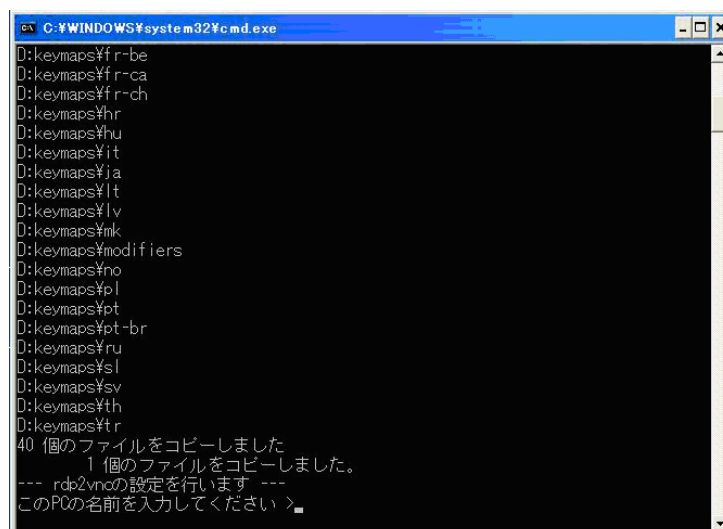 C:¥WINDOWS¥system32¥cmd.exe
D:keymaps¥fr-be
D:keymaps¥fr-ca
D:keymaps¥fr-ch
D:keymaps¥hr
D:keymaps¥hu
D:keymaps¥it
D:keymaps¥ja
D:keymaps¥lt
D:keymaps¥lv
D:keymaps¥mk
D:keymaps¥modifiers
D:keymaps¥no
D:keymaps¥pl
D:keymaps¥pt
D:keymaps¥pt-br
D:keymaps¥ru
D:keymaps¥sl
D:keymaps¥sv
D:keymaps¥th
D:keymaps¥tr
40 個のファイルをコピーしました
1 個のファイルをコピーしました。
--- rdp2vncの設定を行います ---
このPCの名前を入力してください >_